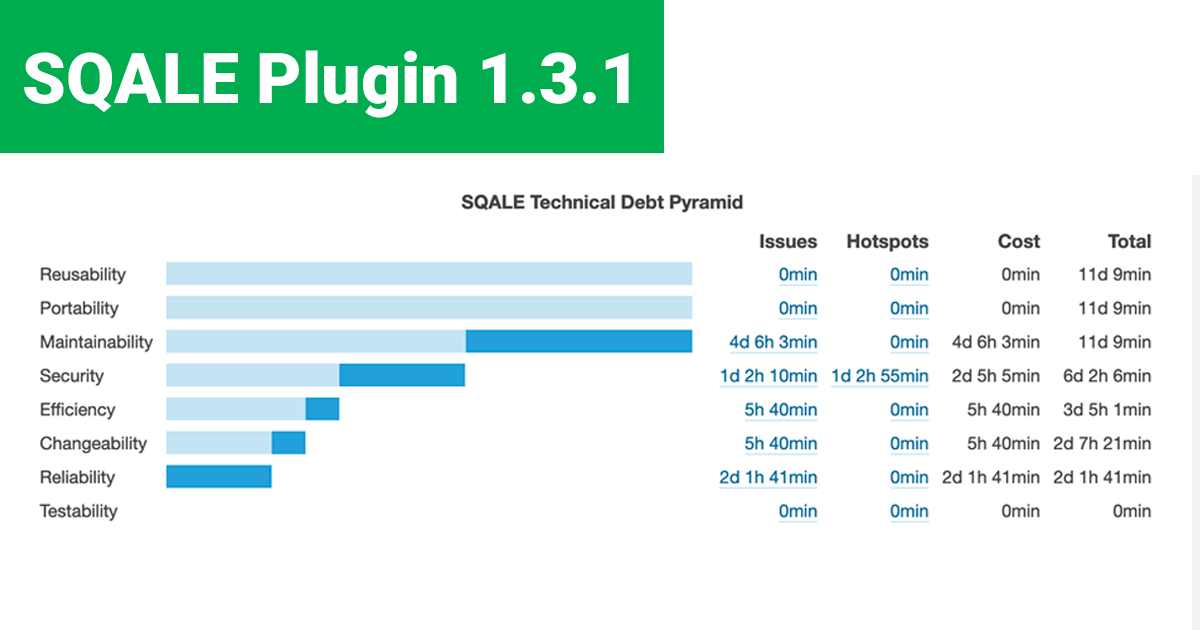 SQALE Plugin 1.3.1
SQALE Technical Debt Pyramid
Issues Hotspots Cost Total
Reusability 0min 0min 0min 11d 9min
Portability 0min 0min 0min 11d 9min
Maintainability 4d 6h 3min 0min 4d 6h 3min 11d 9min
Security 1d 2h 10min 1d 2h 55min 2d 5h 5min 6d 2h 6min
Efficiency 5h 40min 0min 5h 40min 3d 5h 1min
Changeability 5h 40min 0min 5h 40min 2d 7h 21min
Reliability 2d 1h 41min 0min 2d 1h 41min 2d 1h 41min
Testability 0min 0min 0min 0min